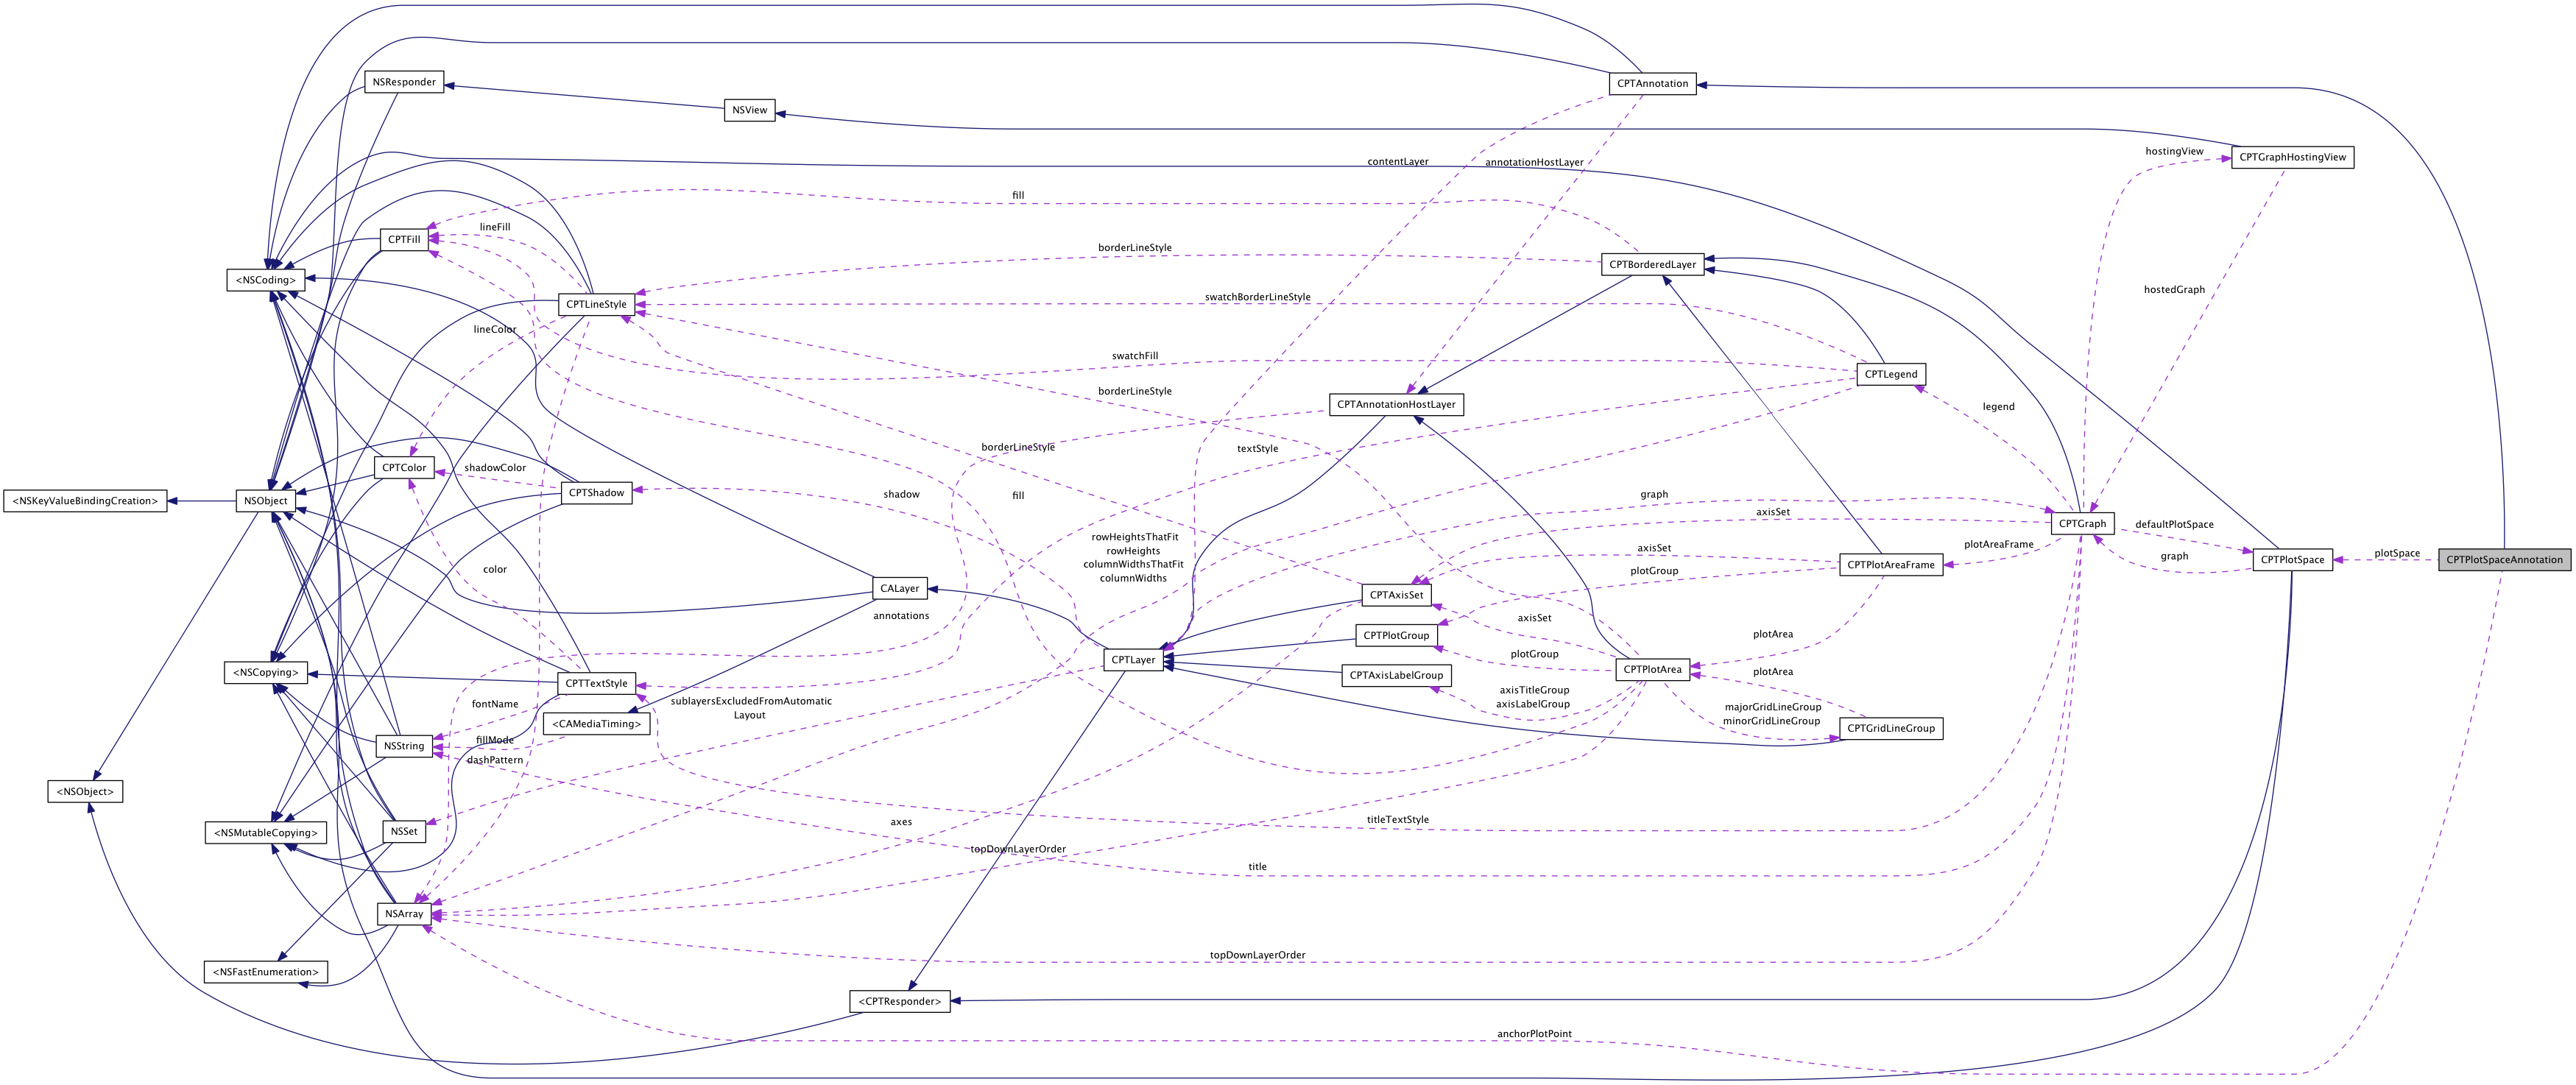 NSResponder
CPTAnnotation
NSView
contentLayer
annotationHostLayer
hostingView
CPTGraphHostingView
fill
lineFill
CPTFill
borderLineStyle
CPTBorderedLayer
<NSCoding>
CPTLineStyle
swatchBorderLineStyle
hostedGraph
lineColor
swatchFill
CPTLegend
borderLineStyle
CPTAnnotationHostLayer
legend
borderLineStyle
textStyle
CPTColor
shadowColor
<NSKeyValueBindingCreation>
NSObject
CPTShadow
shadow
fill
graph
axisSet
CPTGraph
defaultPlotSpace
rowHeightsThatFit
rowHeights
columnWidthsThatFit
columnWidths
axisSet
plotAreaFrame
graph
CPTPlotSpace
plotSpace
CPTPlotSpaceAnnotation
color
plotGroup
CPTPlotAreaFrame
CALayer
CPTAxisSet
annotations
axisSet
CPTPlotGroup
plotArea
CPTLayer
plotGroup
<NSCopying>
CPTTextStyle
CPTAxisLabelGroup
CPTPlotArea
plotArea
fontName
sublayersExcludedFromAutomatic
Layout
axisTitleGroup
axisLabelGroup
majorGridLineGroup
minorGridLineGroup
<CAMediaTiming>
CPTGridLineGroup
NSString
fillMode
dashPattern
<NSObject>
<NSMutableCopying>
NSSet
axes
titleTextStyle
topDownLayerOrder
title
NSArray
topDownLayerOrder
<NSFastEnumeration>
<CPTResponder>
anchorPlotPoint